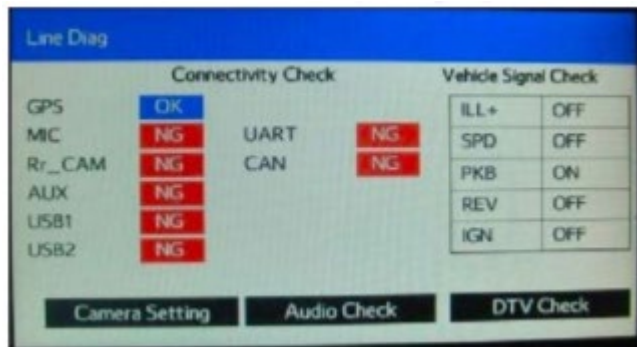 Line Diag
Connectivity Check Vehicle Signal Check
GPS OK ILL+ OFF
MIC NG UART NG SPD OFF
Rr_CAM NG CAN NG PKB ON
AUX NG REV OFF
USB1 NG IGN OFF
USB2 NG
Camera Setting Audio Check DTV Check